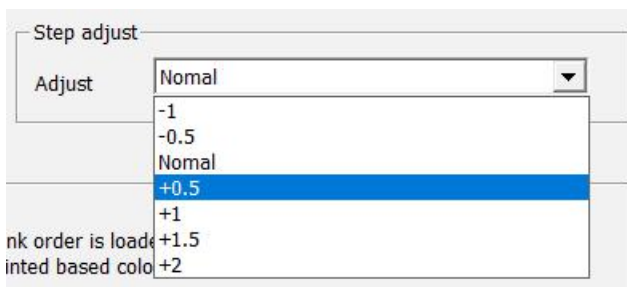 Step adjust
Adjust
Nomal
-1
-0.5
Nomal
+0.5
+1
+1.5
+2
nk order is loade
inted based colo